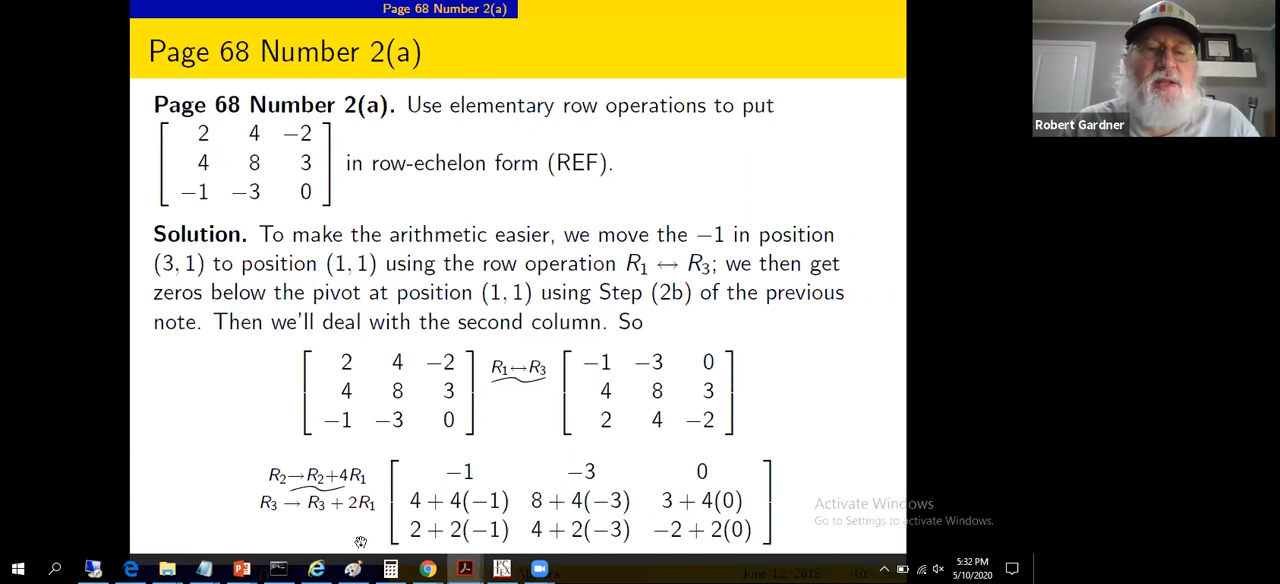 Page 68 Number 2(a)
Page 68 Number 2(a)
Page 68 Number 2(a). Use elementary row operations to put
[ 2 4 −2 ]
[ 4 8 3 ] in row-echelon form (REF).
[ −1 −3 0 ]
Solution. To make the arithmetic easier, we move the −1 in position
(3, 1) to position (1, 1) using the row operation R₁ ↔ R₃; we then get
zeros below the pivot at position (1, 1) using Step (2b) of the previous
note. Then we'll deal with the second column. So
[ 2 4 −2 ] R₁↔R₃ [ −1 −3 0 ]
[ 4 8 3 ] [ 4 8 3 ]
[ −1 −3 0 ] [ 2 4 −2 ]
R₂→R₂+4R₁ [ −1 −3 0 ]
R₃ → R₃ + 2R₁ [ 4 + 4(−1) 8 + 4(−3) 3 + 4(0) ]
[ 2 + 2(−1) 4 + 2(−3) −2 + 2(0) ]
Robert Gardner
Activate Windows
Go to Settings to activate Windows.
5:32 PM
5/10/2020